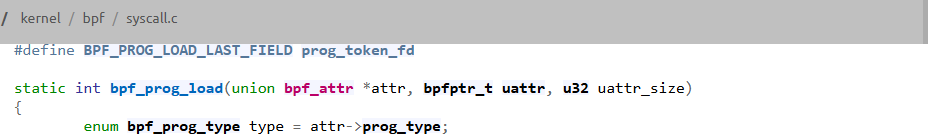 / kernel / bpf / syscall.c
#define BPF_PROG_LOAD_LAST_FIELD prog_token_fd
static int bpf_prog_load(union bpf_attr *attr, bpfptr_t uattr, u32 uattr_size)
{
enum bpf_prog_type type = attr->prog_type;